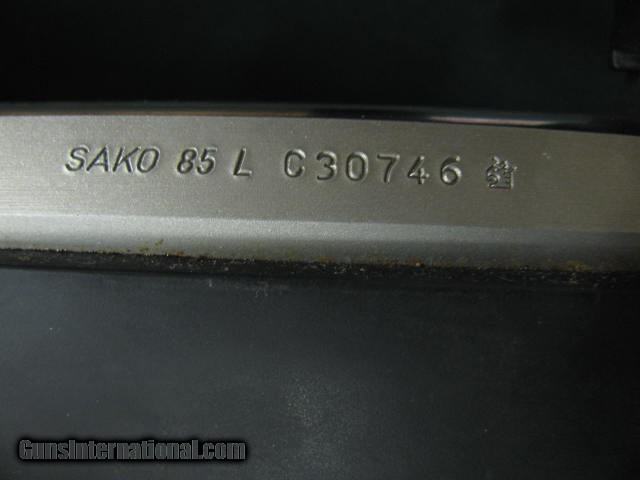 SAKO 85 L C30746
GunsInternational.com